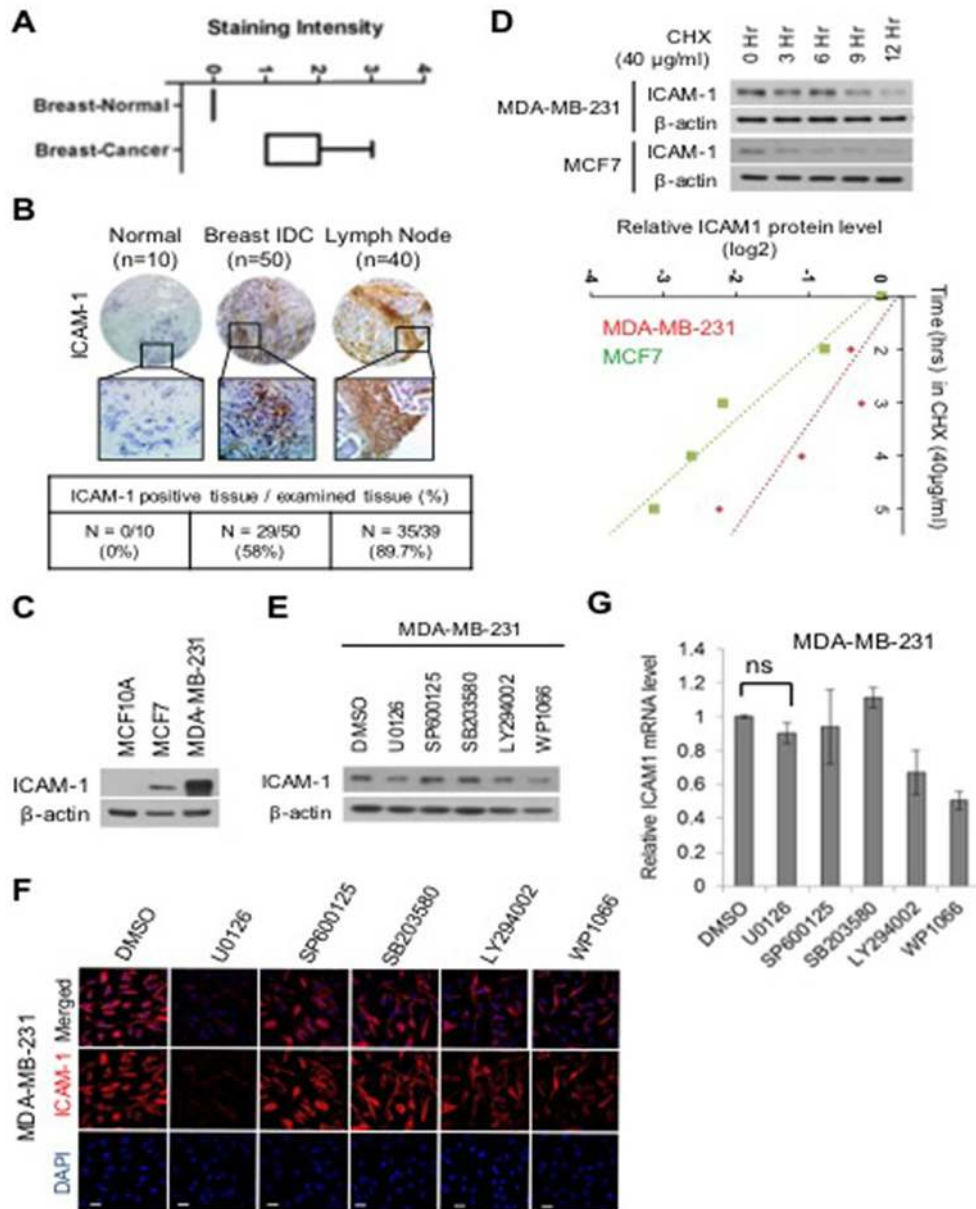 A
Staining Intensity
0 1 2 3 4
Breast-Normal
Breast-Cancer
B
Normal
(n=10)
Breast IDC
(n=50)
Lymph Node
(n=40)
ICAM-1
ICAM-1 positive tissue / examined tissue (%)
N = 0/10
(0%)
N = 29/50
(58%)
N = 35/39
(89.7%)
C
MCF10A
MCF7
MDA-MB-231
ICAM-1
β-actin
D
CHX
(40 µg/ml)
0 Hr
3 Hr
6 Hr
9 Hr
12 Hr
MDA-MB-231
ICAM-1
β-actin
MCF7
ICAM-1
β-actin
Relative ICAM1 protein level
(log2)
-4 -3 -2 -1 0
Time (hrs) in CHX (40µg/ml)
2
3
4
5
MDA-MB-231
MCF7
E
MDA-MB-231
DMSO
U0126
SP600125
SB203580
LY294002
WP1066
ICAM-1
β-actin
F
DMSO
U0126
SP600125
SB203580
LY294002
WP1066
MDA-MB-231
Merged
ICAM-1
DAPI
G
MDA-MB-231
ns
Relative ICAM1 mRNA level
1.4
1.2
1
0.8
0.6
0.4
0.2
0
DMSO
U0126
SP600125
SB203580
LY294002
WP1066